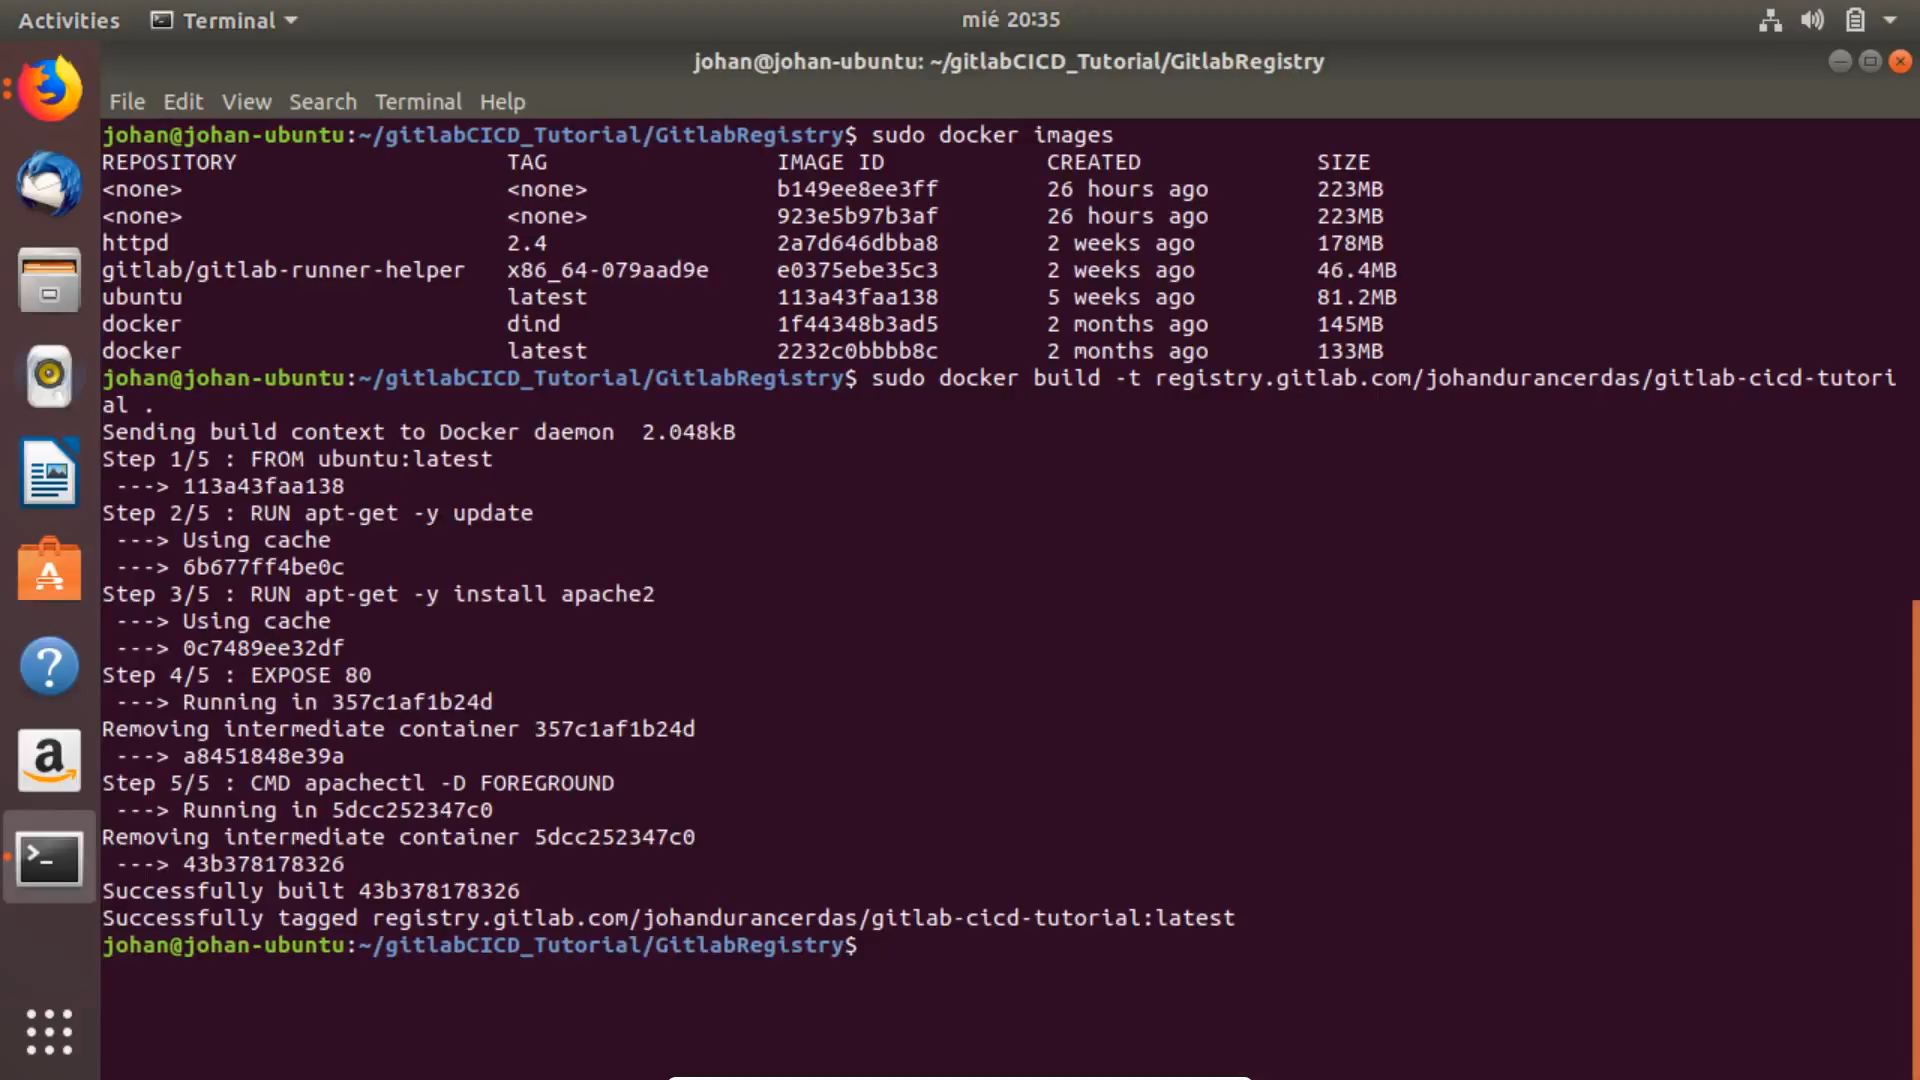 Activities Terminal mié 20:35
johan@johan-ubuntu: ~/gitlabCICD_Tutorial/GitlabRegistry
File Edit View Search Terminal Help
johan@johan-ubuntu:~/gitlabCICD_Tutorial/GitlabRegistry$ sudo docker images
REPOSITORY TAG IMAGE ID CREATED SIZE
<none> <none> b149ee8ee3ff 26 hours ago 223MB
<none> <none> 923e5b97b3af 26 hours ago 223MB
httpd 2.4 2a7d646dbba8 2 weeks ago 178MB
gitlab/gitlab-runner-helper x86_64-079aad9e e0375ebe35c3 2 weeks ago 46.4MB
ubuntu latest 113a43faa138 5 weeks ago 81.2MB
docker dind 1f44348b3ad5 2 months ago 145MB
docker latest 2232c0bbbb8c 2 months ago 133MB
johan@johan-ubuntu:~/gitlabCICD_Tutorial/GitlabRegistry$ sudo docker build -t registry.gitlab.com/johandurancerdas/gitlab-cicd-tutori
al .
Sending build context to Docker daemon  2.048kB
Step 1/5 : FROM ubuntu:latest
 ---> 113a43faa138
Step 2/5 : RUN apt-get -y update
 ---> Using cache
 ---> 6b677ff4be0c
Step 3/5 : RUN apt-get -y install apache2
 ---> Using cache
 ---> 0c7489ee32df
Step 4/5 : EXPOSE 80
 ---> Running in 357c1af1b24d
Removing intermediate container 357c1af1b24d
 ---> a8451848e39a
Step 5/5 : CMD apachectl -D FOREGROUND
 ---> Running in 5dcc252347c0
Removing intermediate container 5dcc252347c0
 ---> 43b378178326
Successfully built 43b378178326
Successfully tagged registry.gitlab.com/johandurancerdas/gitlab-cicd-tutorial:latest
johan@johan-ubuntu:~/gitlabCICD_Tutorial/GitlabRegistry$